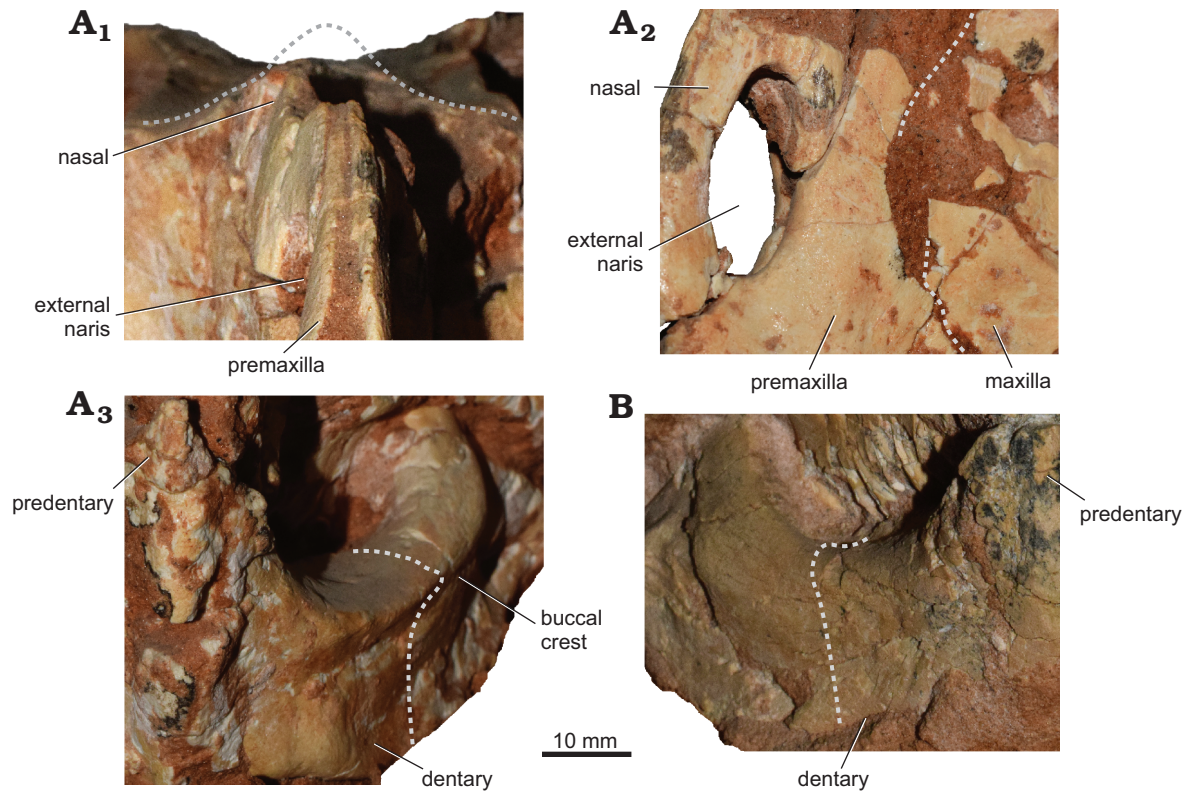 A1
nasal
external
naris
premaxilla
A2
nasal
external
naris
premaxilla
maxilla
A3
predentary
buccal
crest
dentary
10 mm
B
predentary
dentary